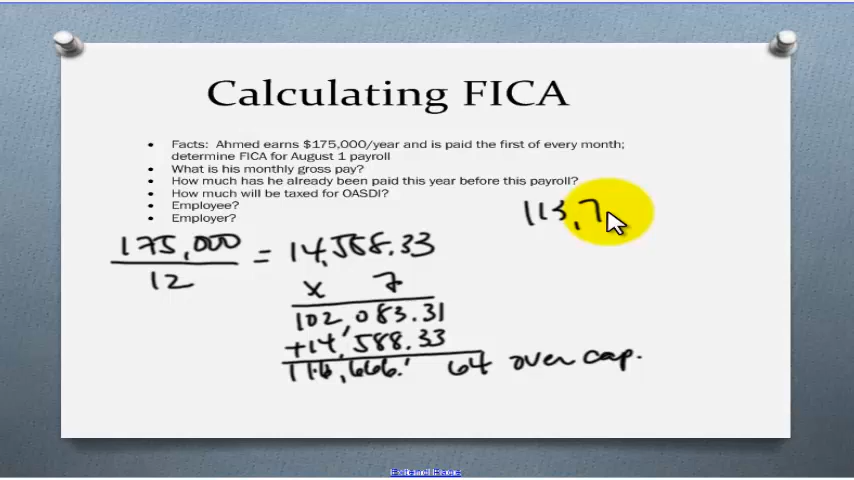 Calculating FICA
• Facts: Ahmed earns $175,000/year and is paid the first of every month;
determine FICA for August 1 payroll
• What is his monthly gross pay?
• How much has he already been paid this year before this payroll?
• How much will be taxed for OASDI?
• Employee?
• Employer?
113,7
175,000 = 14,588.33
12 x 7
102,083.31
+14,588.33
116,666.64 over cap.
Extend Page